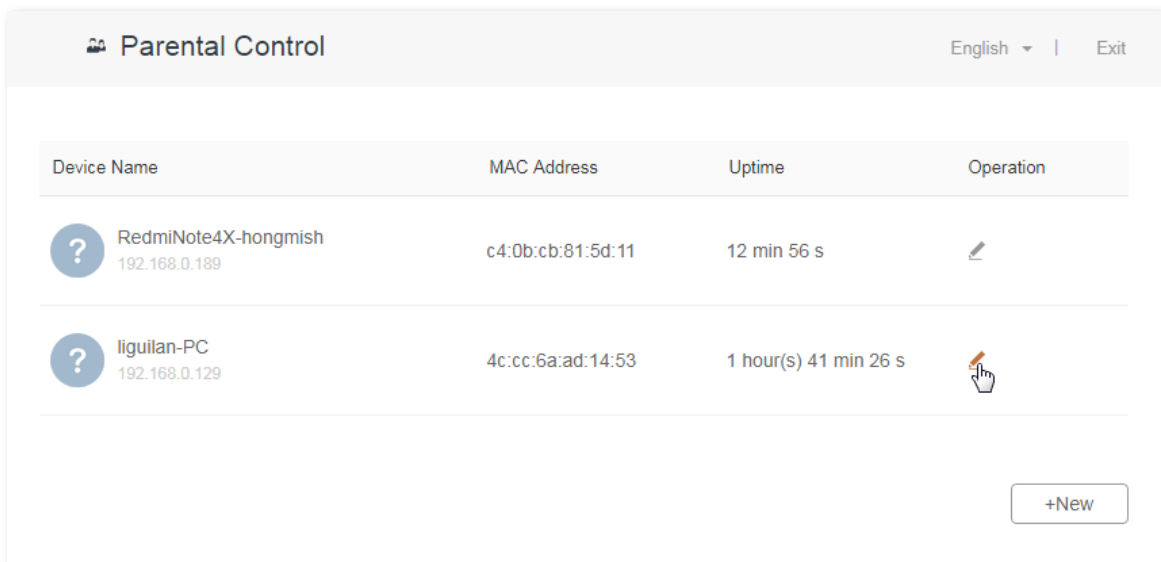 Parental Control English | Exit
Device Name MAC Address Uptime Operation
? RedmiNote4X-hongmish c4:0b:cb:81:5d:11 12 min 56 s
192.168.0.189
? liguilan-PC 4c:cc:6a:ad:14:53 1 hour(s) 41 min 26 s
192.168.0.129
+New